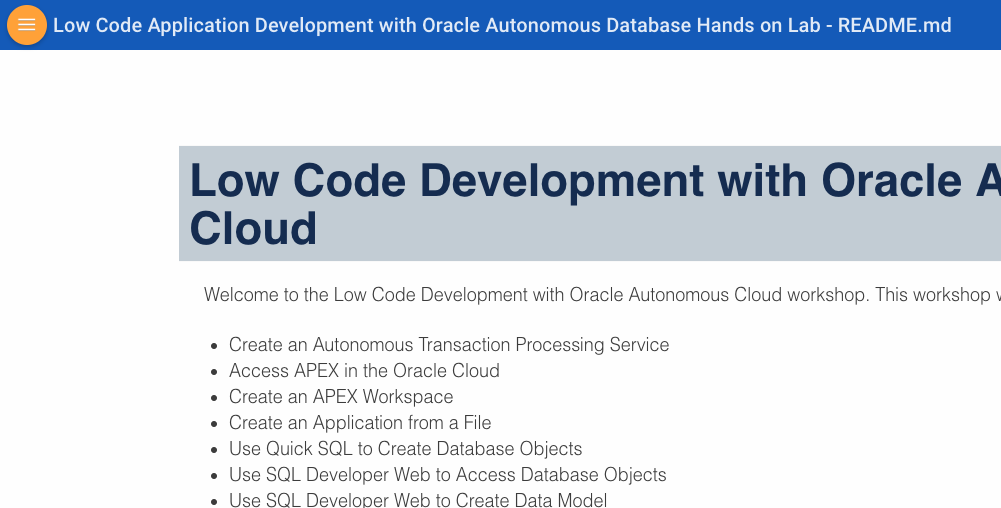 Low Code Application Development with Oracle Autonomous Database Hands on Lab - README.md
Low Code Development with Oracle
Cloud
Welcome to the Low Code Development with Oracle Autonomous Cloud workshop. This workshop
Create an Autonomous Transaction Processing Service
Access APEX in the Oracle Cloud
Create an APEX Workspace
Create an Application from a File
Use Quick SQL to Create Database Objects
Use SQL Developer Web to Access Database Objects
Use SQL Developer Web to Create Data Model